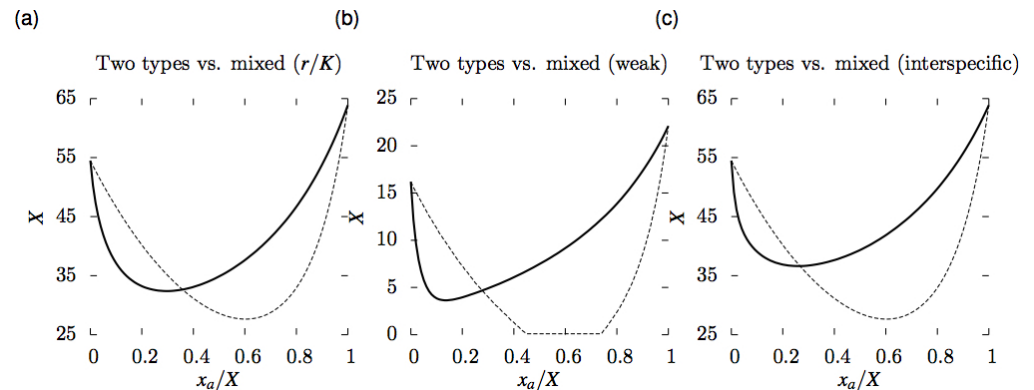 (a)
Two types vs. mixed (r/K)
65
55
45
35
25
X
0 0.2 0.4 0.6 0.8 1
x_a/X
(b)
Two types vs. mixed (weak)
25
20
15
10
5
0
X
0 0.2 0.4 0.6 0.8 1
x_a/X
(c)
Two types vs. mixed (interspecific)
65
55
45
35
25
X
0 0.2 0.4 0.6 0.8 1
x_a/X